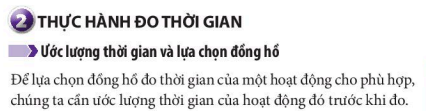 2 THỰC HÀNH ĐO THỜI GIAN
Ước lượng thời gian và lựa chọn đồng hồ
Để lựa chọn đồng hồ đo thời gian của một hoạt động cho phù hợp,
chúng ta cần ước lượng thời gian của hoạt động đó trước khi đo.